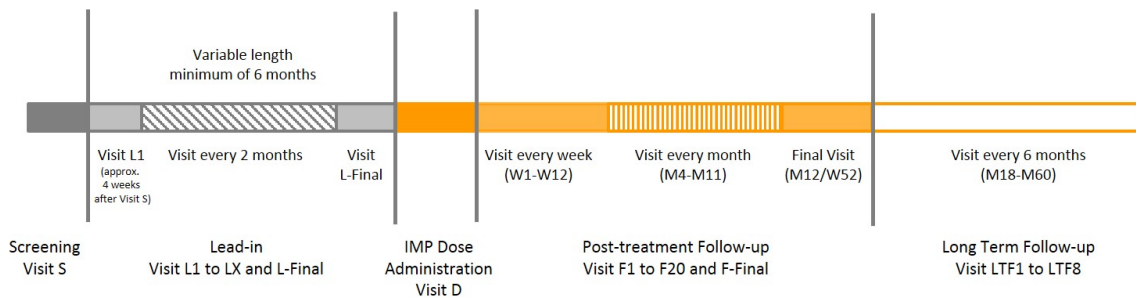 Variable length
minimum of 6 months
Visit L1
(approx.
4 weeks
after Visit S)
Visit every 2 months
Visit
L-Final
Visit every week
(W1-W12)
Visit every month
(M4-M11)
Final Visit
(M12/W52)
Visit every 6 months
(M18-M60)
Screening
Visit S
Lead-in
Visit L1 to LX and L-Final
IMP Dose
Administration
Visit D
Post-treatment Follow-up
Visit F1 to F20 and F-Final
Long Term Follow-up
Visit LTF1 to LTF8